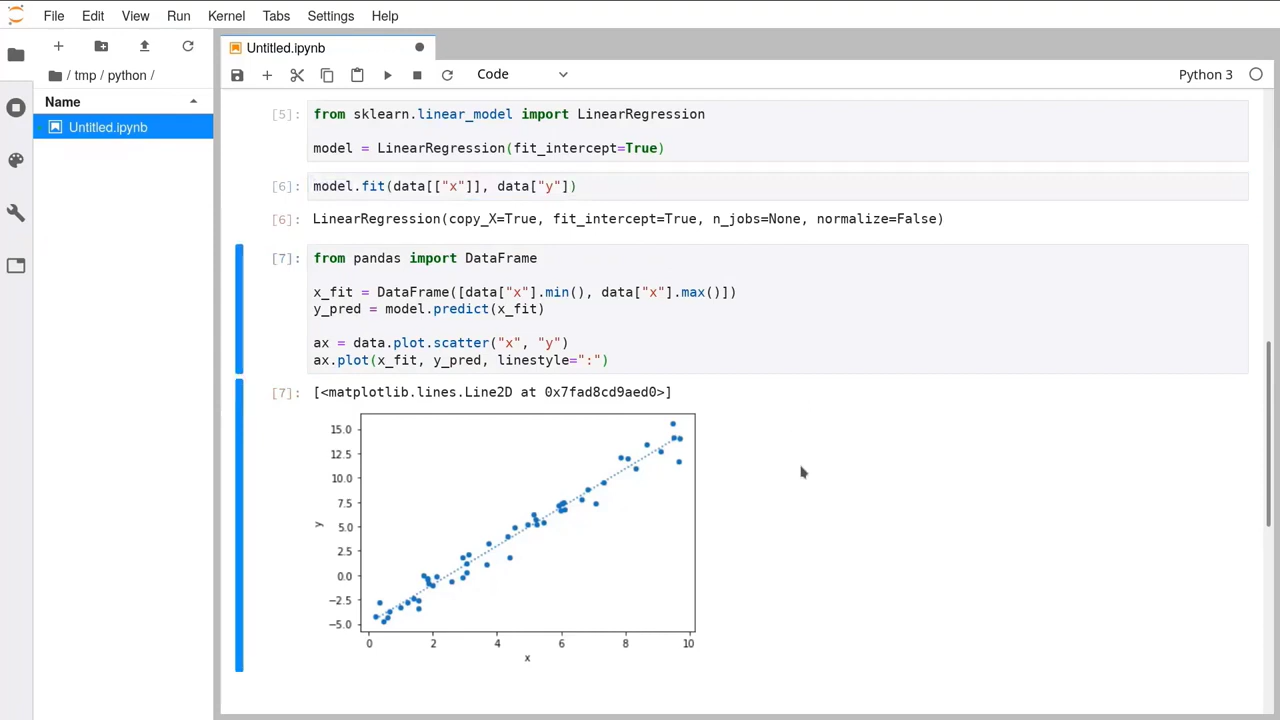 File Edit View Run Kernel Tabs Settings Help
/ tmp / python /
Name
Untitled.ipynb
Untitled.ipynb
Code
Python 3
[5]:
from sklearn.linear_model import LinearRegression
model = LinearRegression(fit_intercept=True)
[6]:
model.fit(data[["x"]], data["y"])
[6]:
LinearRegression(copy_X=True, fit_intercept=True, n_jobs=None, normalize=False)
[7]:
from pandas import DataFrame
x_fit = DataFrame([data["x"].min(), data["x"].max()])
y_pred = model.predict(x_fit)
ax = data.plot.scatter("x", "y")
ax.plot(x_fit, y_pred, linestyle=":")
[7]:
[<matplotlib.lines.Line2D at 0x7fad8cd9aed0>]
15.0
12.5
10.0
7.5
5.0
2.5
0.0
−2.5
−5.0
y
0 2 4 6 8 10
x